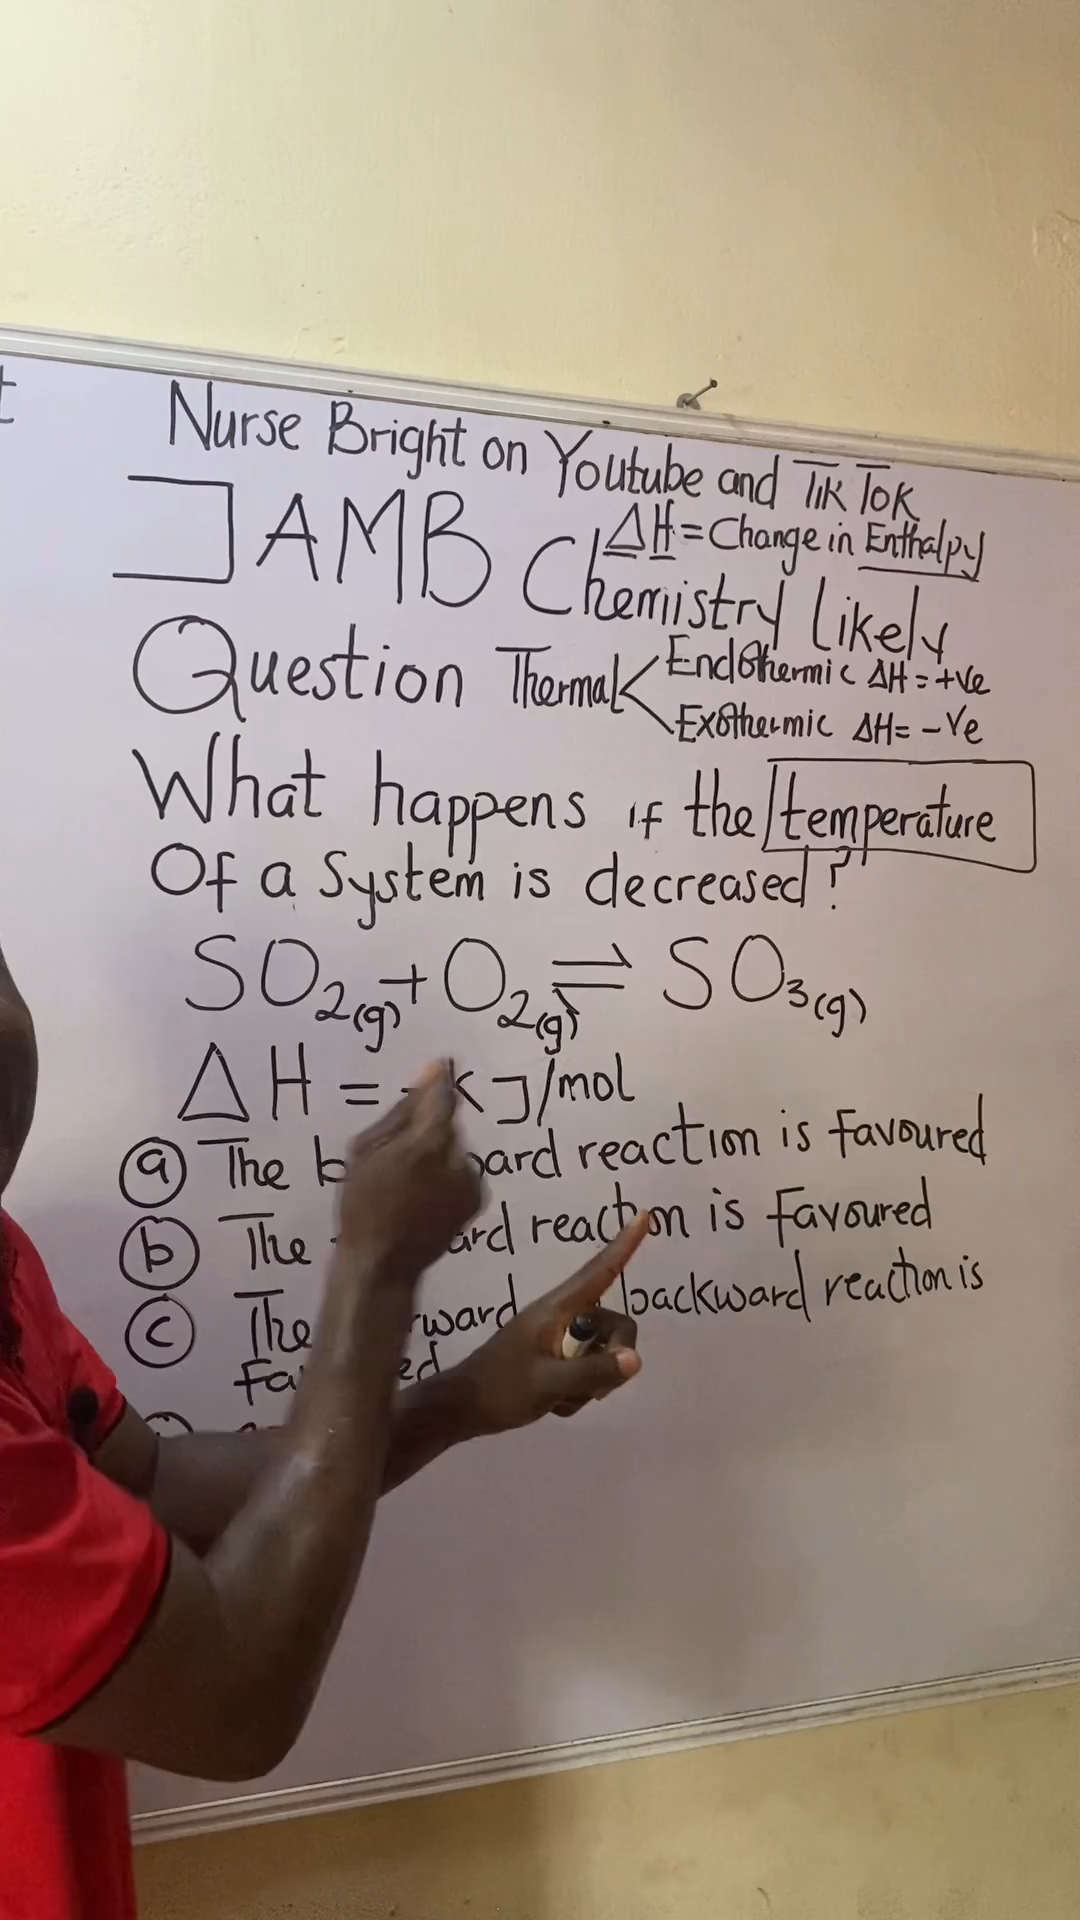 t
Nurse Bright on Youtube and TikTok
JAMB Chemistry Likely
ΔH = Change in Enthalpy
Question Thermal
Endothermic ΔH = +Ve
Exothermic ΔH = -Ve
What happens if the temperature
Of a System is decreased?
SO₂(g) + O₂(g) ⇌ SO₃(g)
ΔH = - KJ/mol
(a) The reaction is favoured
(b) The reaction is favoured
(c) The backward reaction is